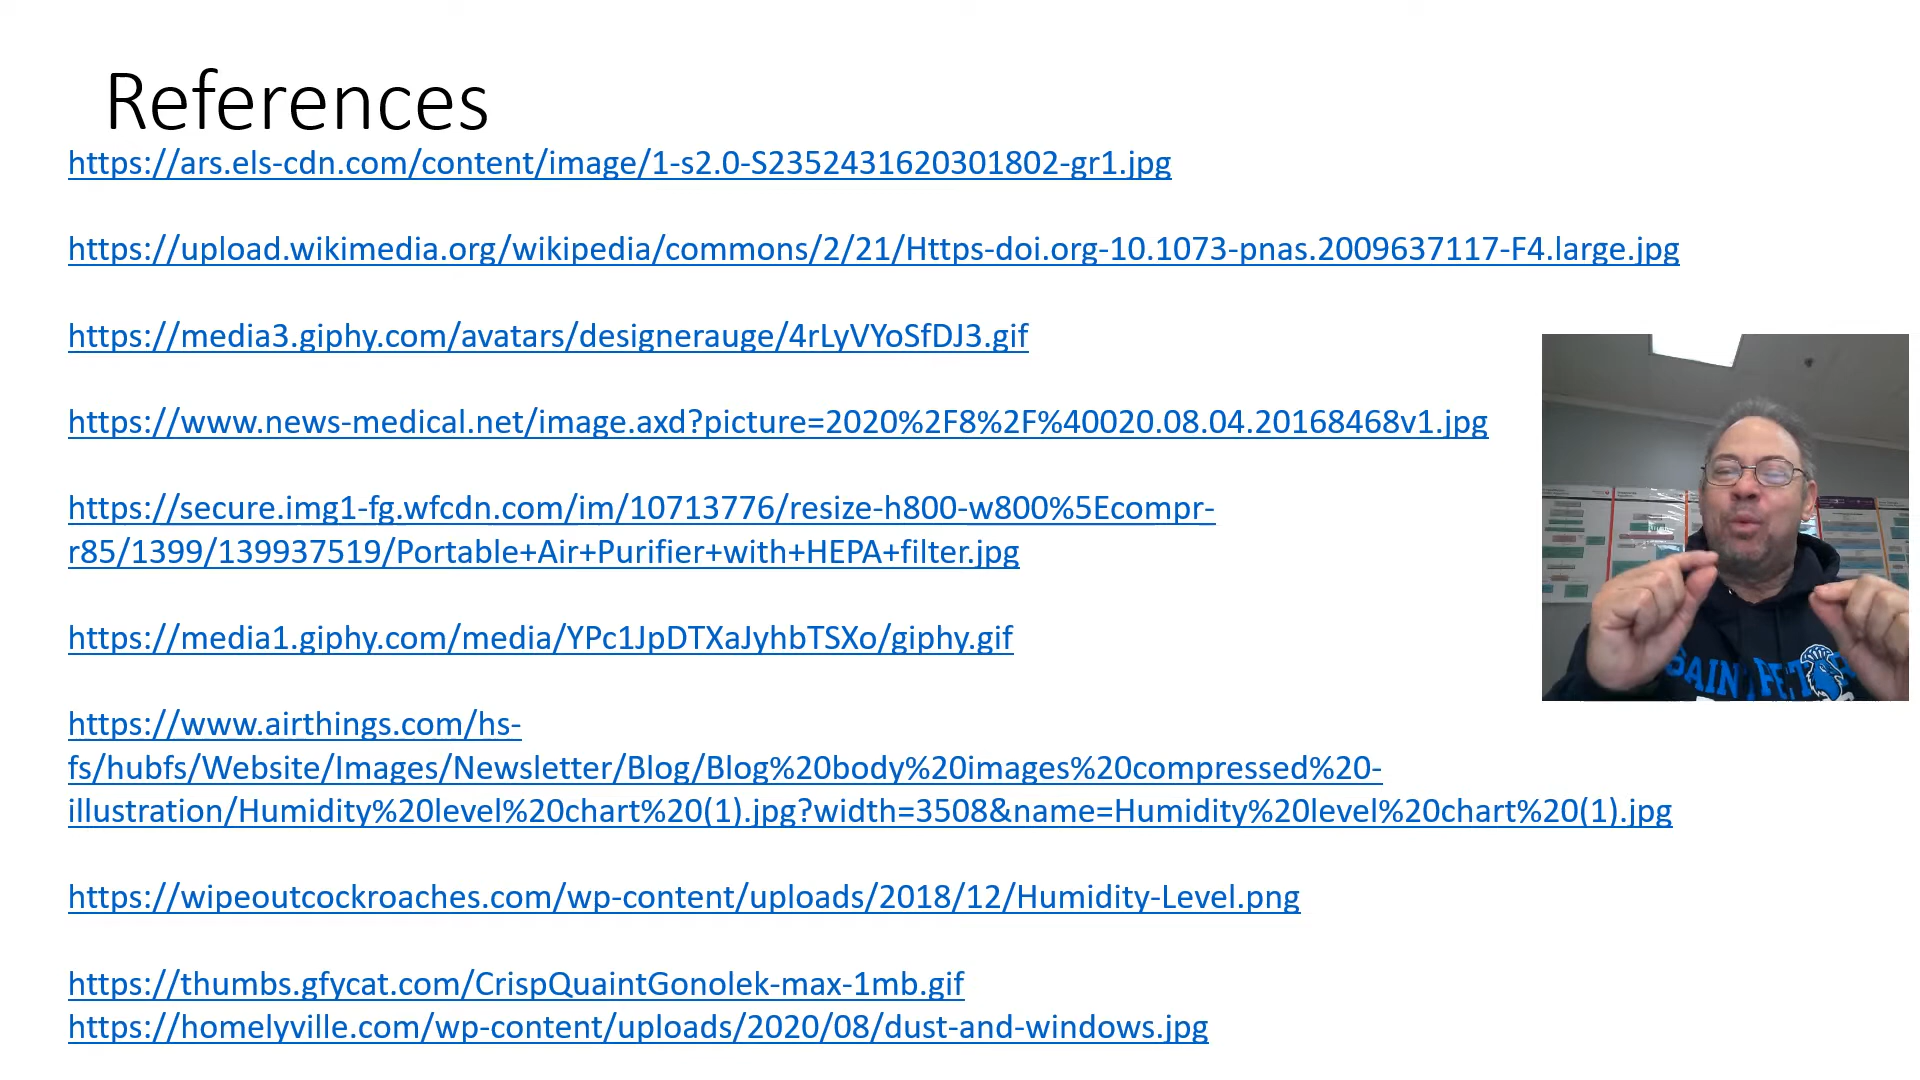 References
https://ars.els-cdn.com/content/image/1-s2.0-S2352431620301802-gr1.jpg
https://upload.wikimedia.org/wikipedia/commons/2/21/Https-doi.org-10.1073-pnas.2009637117-F4.large.jpg
https://media3.giphy.com/avatars/designerauge/4rLyVYoSfDJ3.gif
https://www.news-medical.net/image.axd?picture=2020%2F8%2F%40020.08.04.20168468v1.jpg
https://secure.img1-fg.wfcdn.com/im/10713776/resize-h800-w800%5Ecompr-
r85/1399/139937519/Portable+Air+Purifier+with+HEPA+filter.jpg
https://media1.giphy.com/media/YPc1JpDTXaJyhbTSXo/giphy.gif
https://www.airthings.com/hs-
fs/hubfs/Website/Images/Newsletter/Blog/Blog%20body%20images%20compressed%20-
illustration/Humidity%20level%20chart%20(1).jpg?width=3508&name=Humidity%20level%20chart%20(1).jpg
https://wipeoutcockroaches.com/wp-content/uploads/2018/12/Humidity-Level.png
https://thumbs.gfycat.com/CrispQuaintGonolek-max-1mb.gif
https://homelyville.com/wp-content/uploads/2020/08/dust-and-windows.jpg